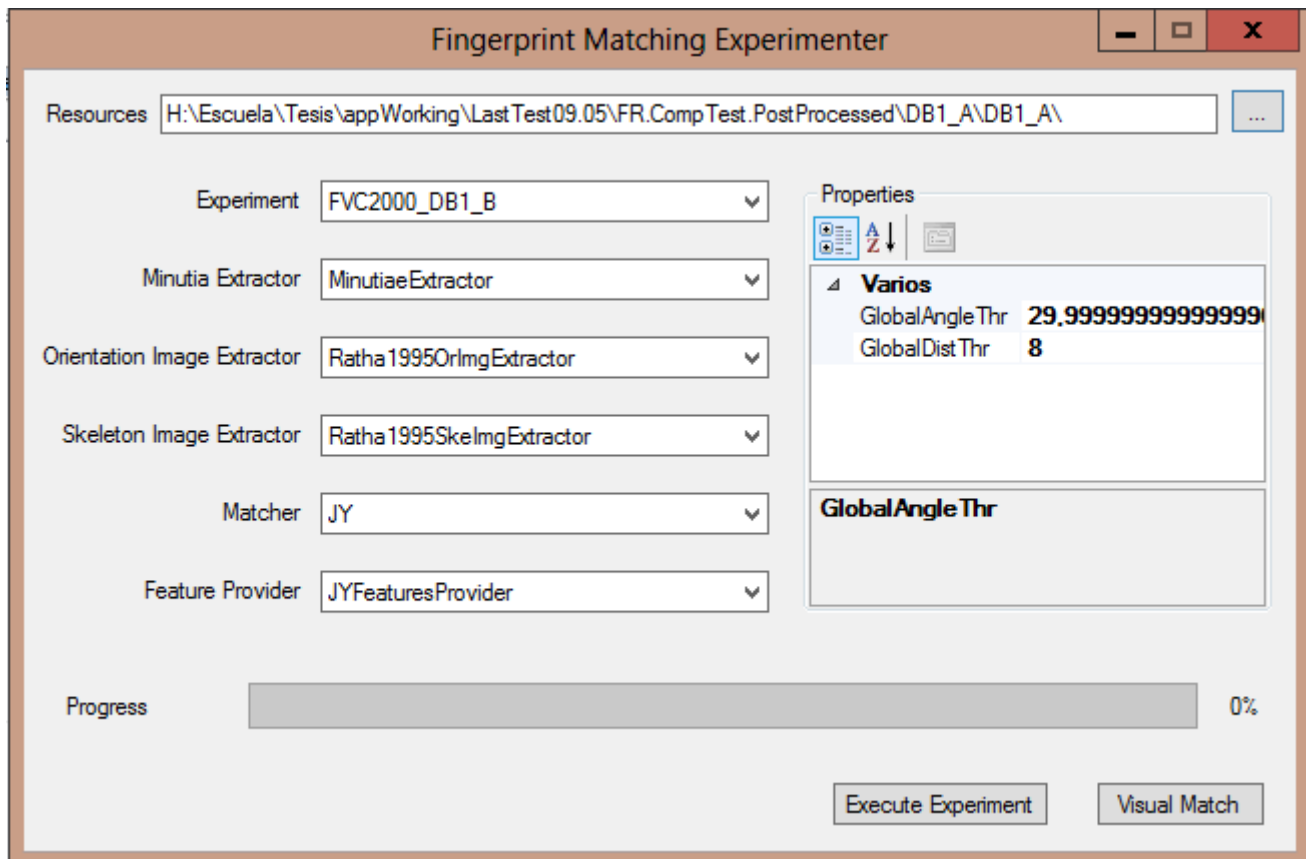 Fingerprint Matching Experimenter
Resources H:\Escuela\Tesis\appWorking\LastTest09.05\FR.CompTest.PostProcessed\DB1_A\DB1_A\ ...
Experiment FVC2000_DB1_B
Minutia Extractor MinutiaeExtractor
Orientation Image Extractor Ratha1995OrImgExtractor
Skeleton Image Extractor Ratha1995SkeImgExtractor
Matcher JY
Feature Provider JYFeaturesProvider
Properties
Varios
GlobalAngleThr 29,999999999999996
GlobalDistThr 8
GlobalAngleThr
Progress 0%
Execute Experiment Visual Match